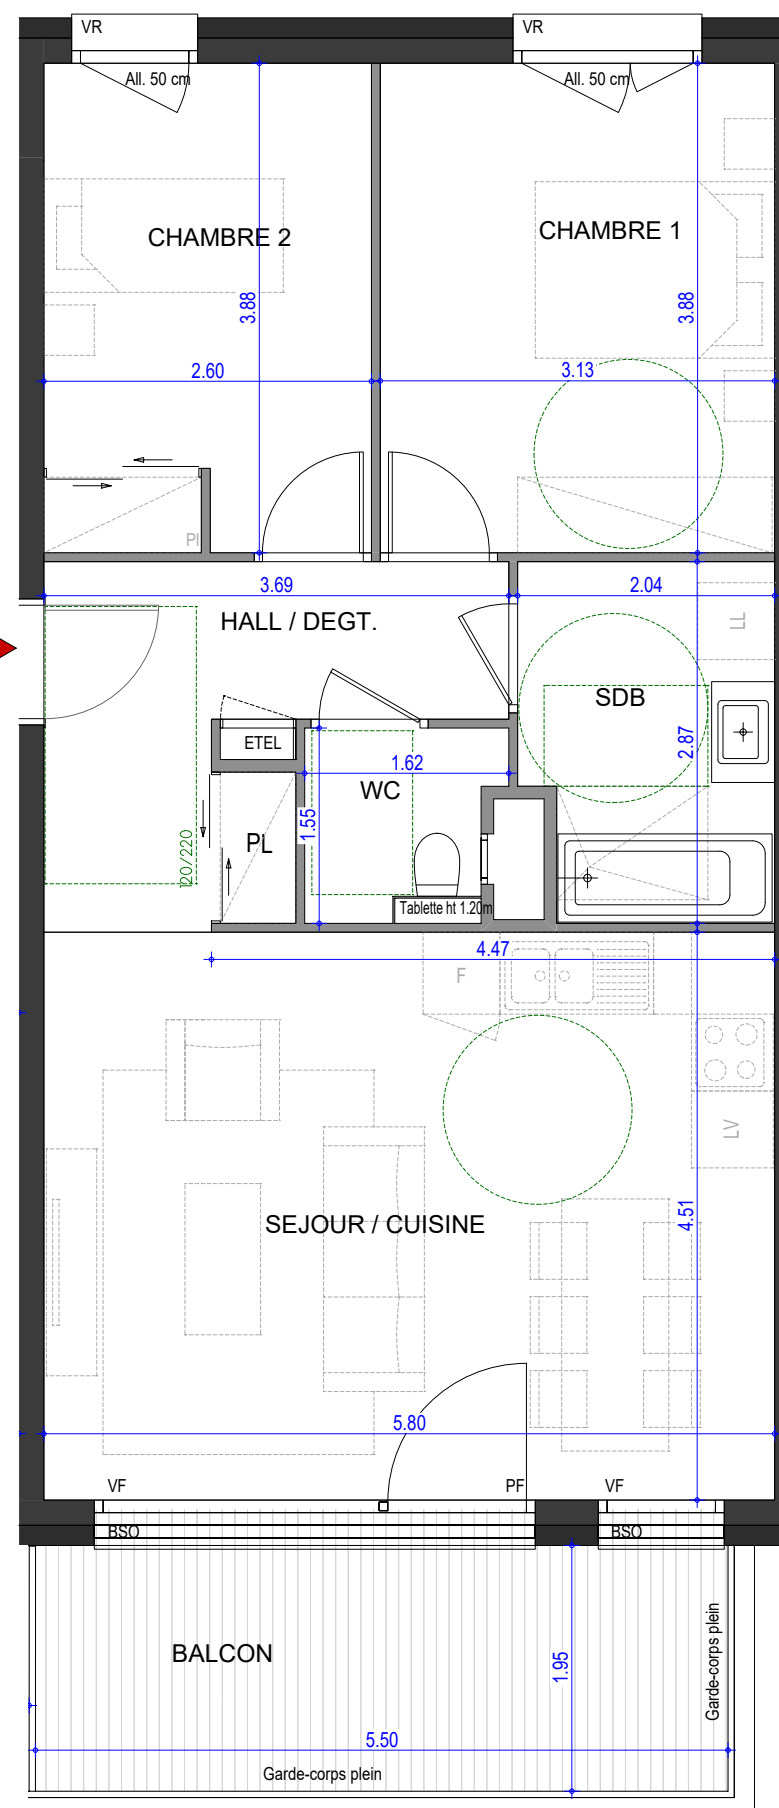 VR
VR
All. 50 cm
All. 50 cm
CHAMBRE 2
CHAMBRE 1
3.88
3.88
2.60
3.13
Pl
3.69
2.04
HALL / DEGT.
LL
SDB
ETEL
2.87
1.62
WC
1.55
PL
120/220
Tablette ht 1.20m
4.47
F
LV
SEJOUR / CUISINE
4.51
5.80
VF
PF
VF
BSO
BSO
BALCON
1.95
Garde-corps plein
5.50
Garde-corps plein